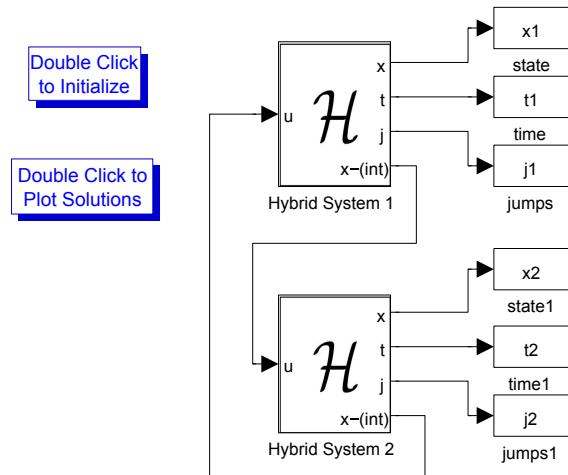 Double Click
to Initialize
Double Click to
Plot Solutions
u
ℋ
x
t
j
x−(int)
Hybrid System 1
x1
state
t1
time
j1
jumps
u
ℋ
x
t
j
x−(int)
Hybrid System 2
x2
state1
t2
time1
j2
jumps1